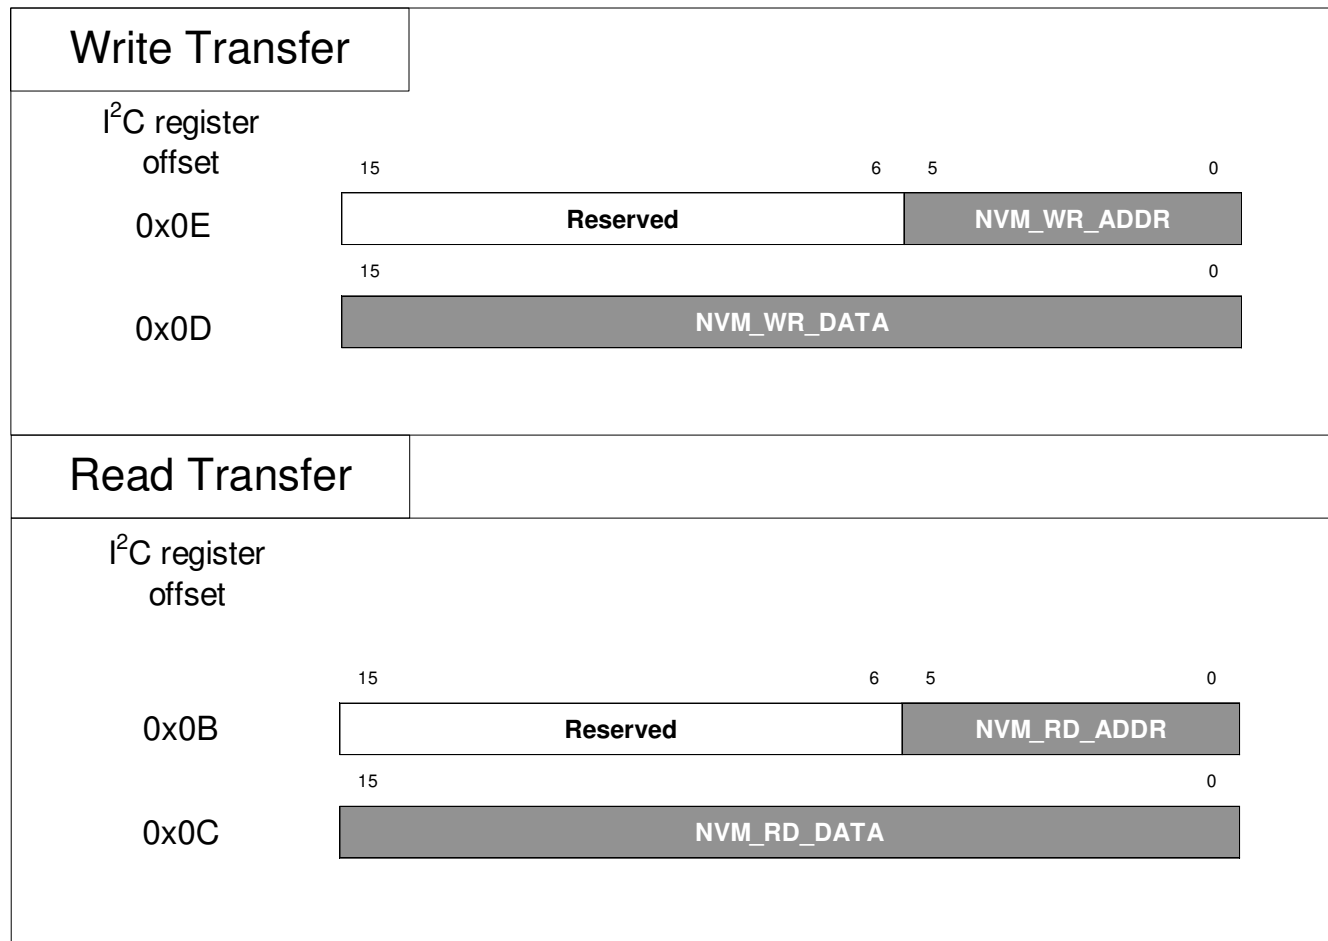 Write Transfer
I²C register
offset
15 6 5 0
0x0E Reserved NVM_WR_ADDR
15 0
0x0D NVM_WR_DATA
Read Transfer
I²C register
offset
15 6 5 0
0x0B Reserved NVM_RD_ADDR
15 0
0x0C NVM_RD_DATA